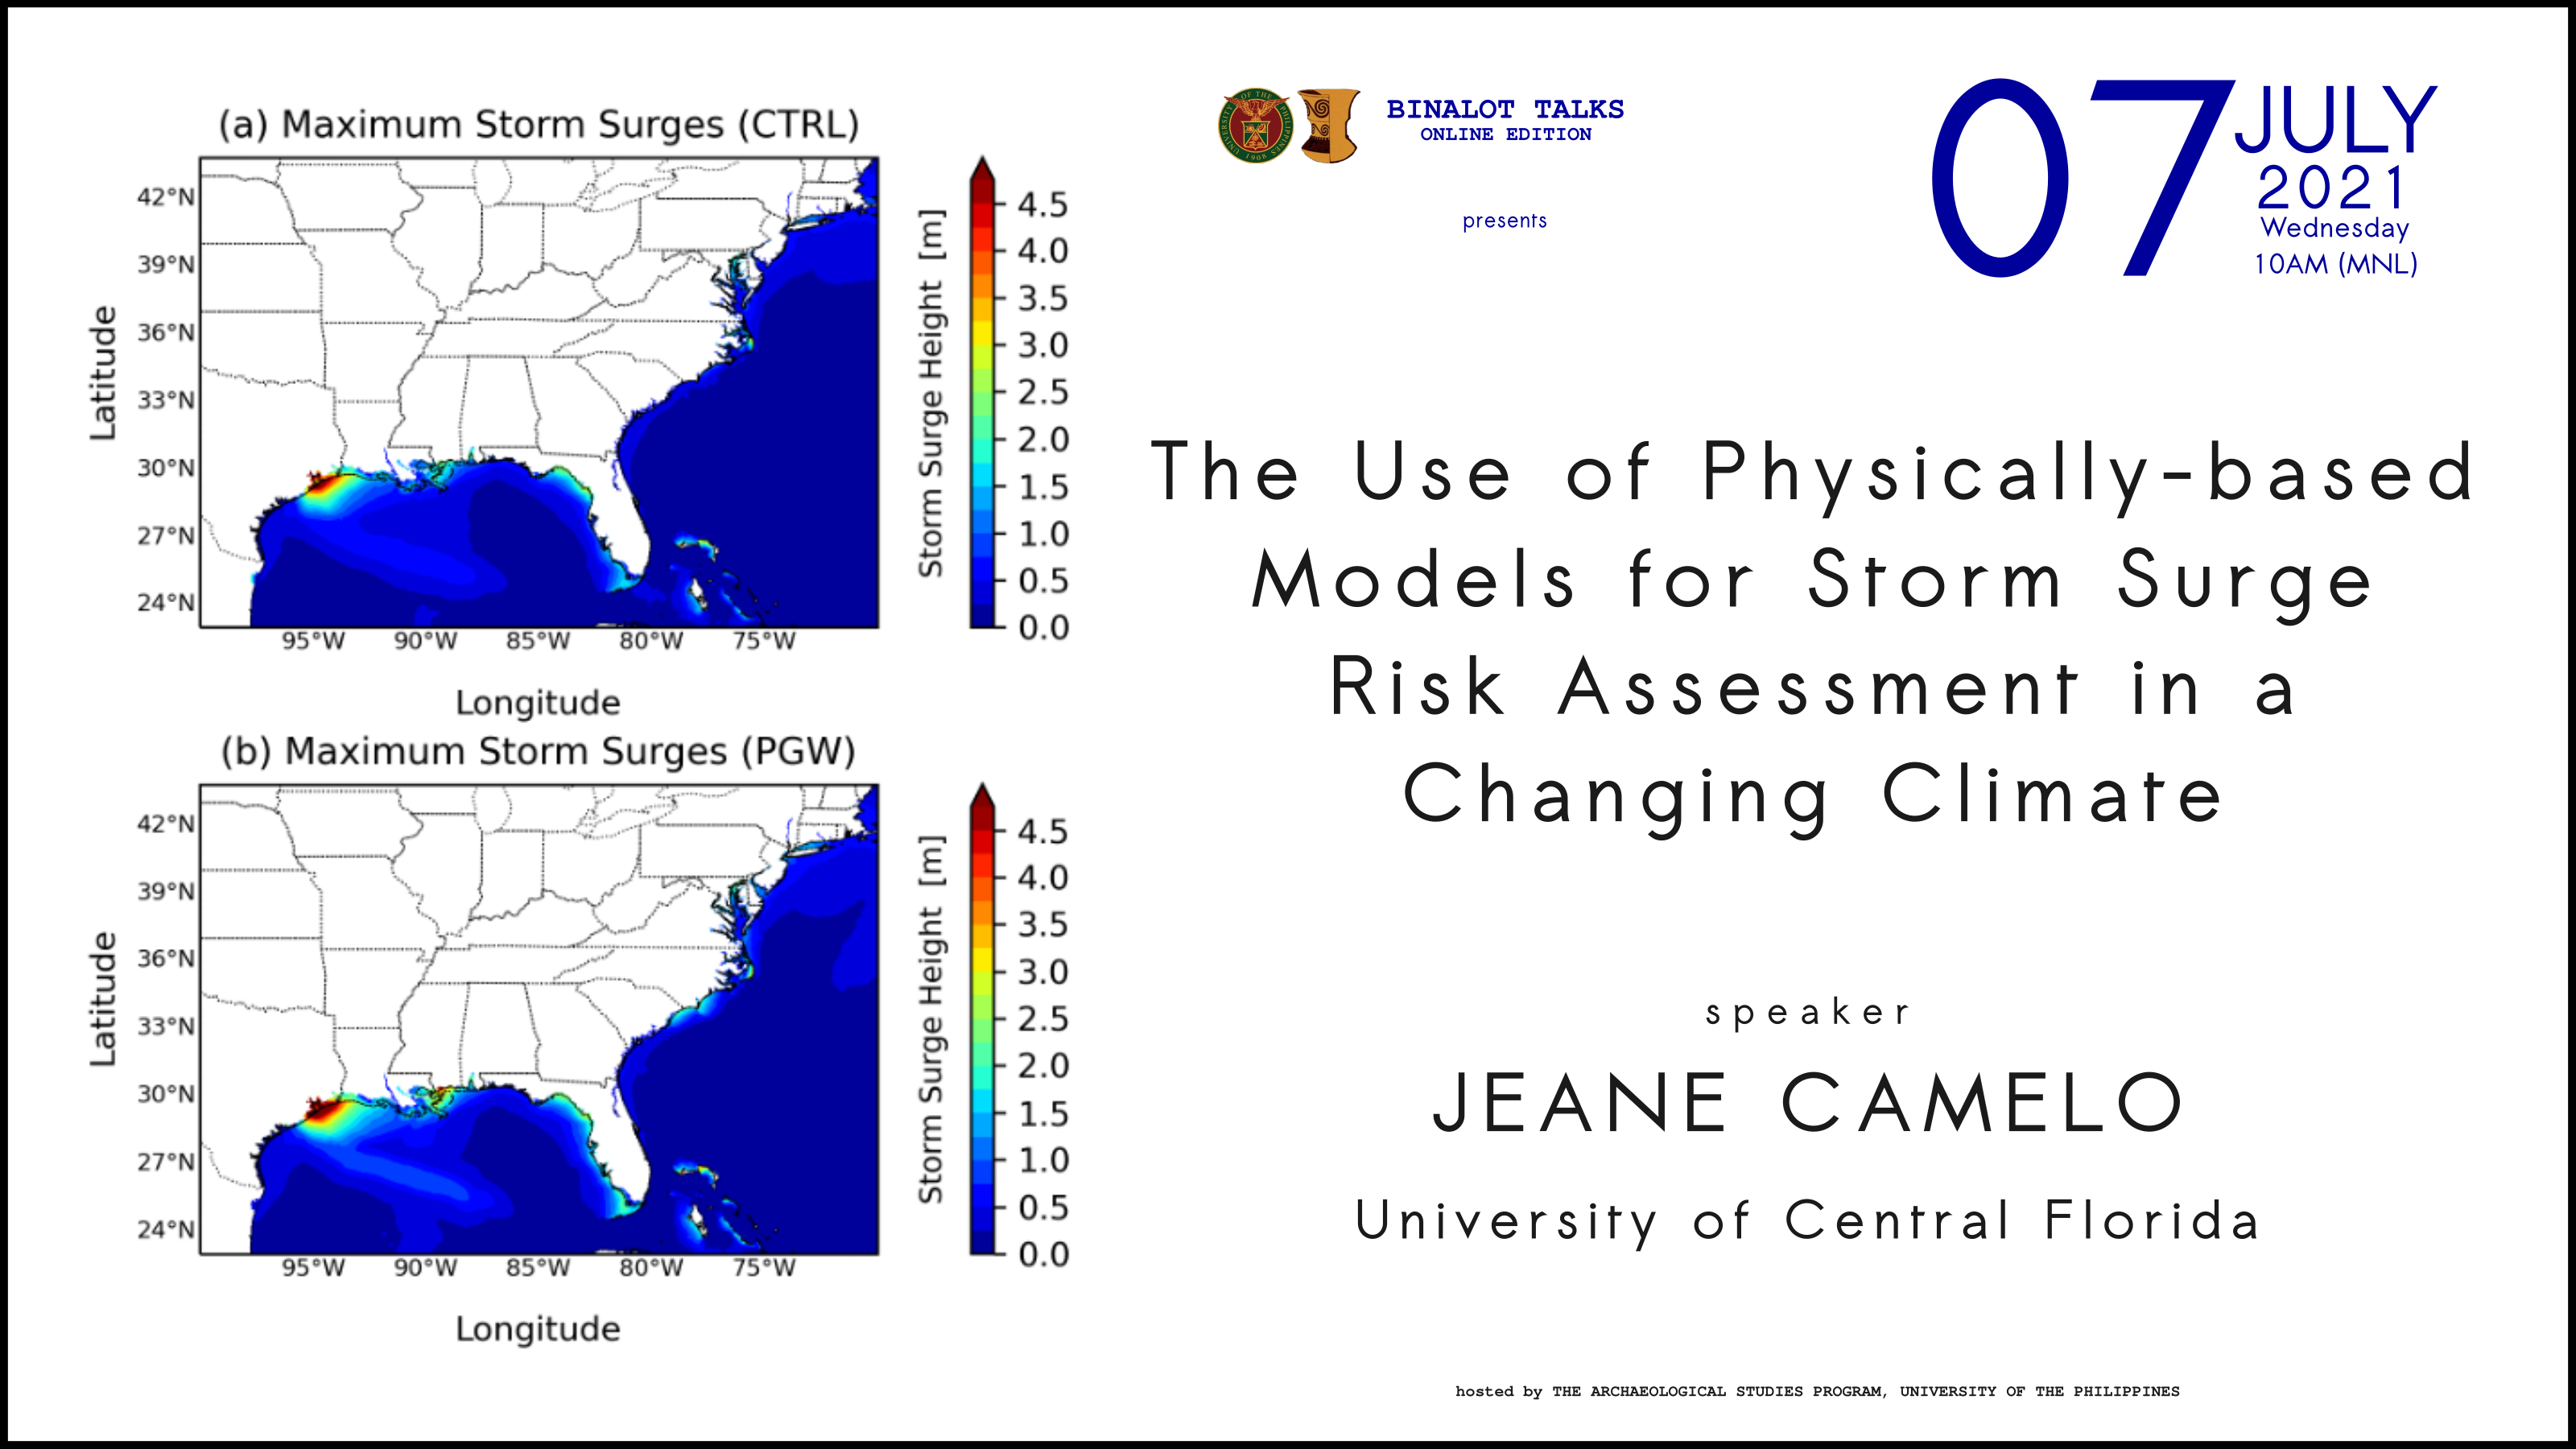 (a) Maximum Storm Surges (CTRL)
42°N
39°N
36°N
33°N
30°N
27°N
24°N
Latitude
95°W 90°W 85°W 80°W 75°W
Longitude
Storm Surge Height [m]
4.5
4.0
3.5
3.0
2.5
2.0
1.5
1.0
0.5
0.0
(b) Maximum Storm Surges (PGW)
42°N
39°N
36°N
33°N
30°N
27°N
24°N
Latitude
95°W 90°W 85°W 80°W 75°W
Longitude
Storm Surge Height [m]
4.5
4.0
3.5
3.0
2.5
2.0
1.5
1.0
0.5
0.0
UNIVERSITY OF THE PHILIPPINES
1908
BINALOT TALKS
ONLINE EDITION
presents
07
JULY
2021
Wednesday
10AM (MNL)
The Use of Physically-based
Models for Storm Surge
Risk Assessment in a
Changing Climate
speaker
JEANE CAMELO
University of Central Florida
hosted by THE ARCHAEOLOGICAL STUDIES PROGRAM, UNIVERSITY OF THE PHILIPPINES